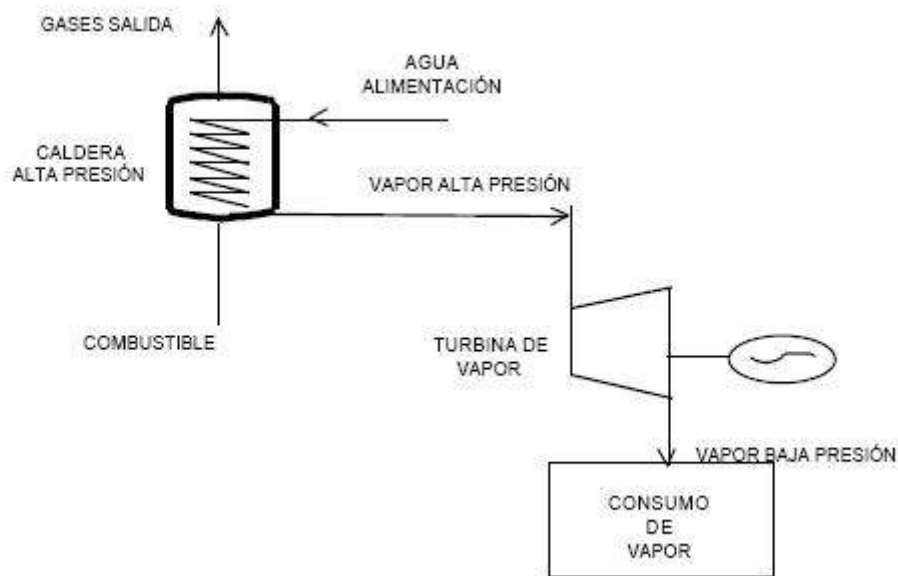 GASES SALIDA
AGUA
ALIMENTACIÓN
CALDERA
ALTA PRESIÓN
VAPOR ALTA PRESIÓN
COMBUSTIBLE
TURBINA DE
VAPOR
VAPOR BAJA PRESIÓN
CONSUMO
DE
VAPOR